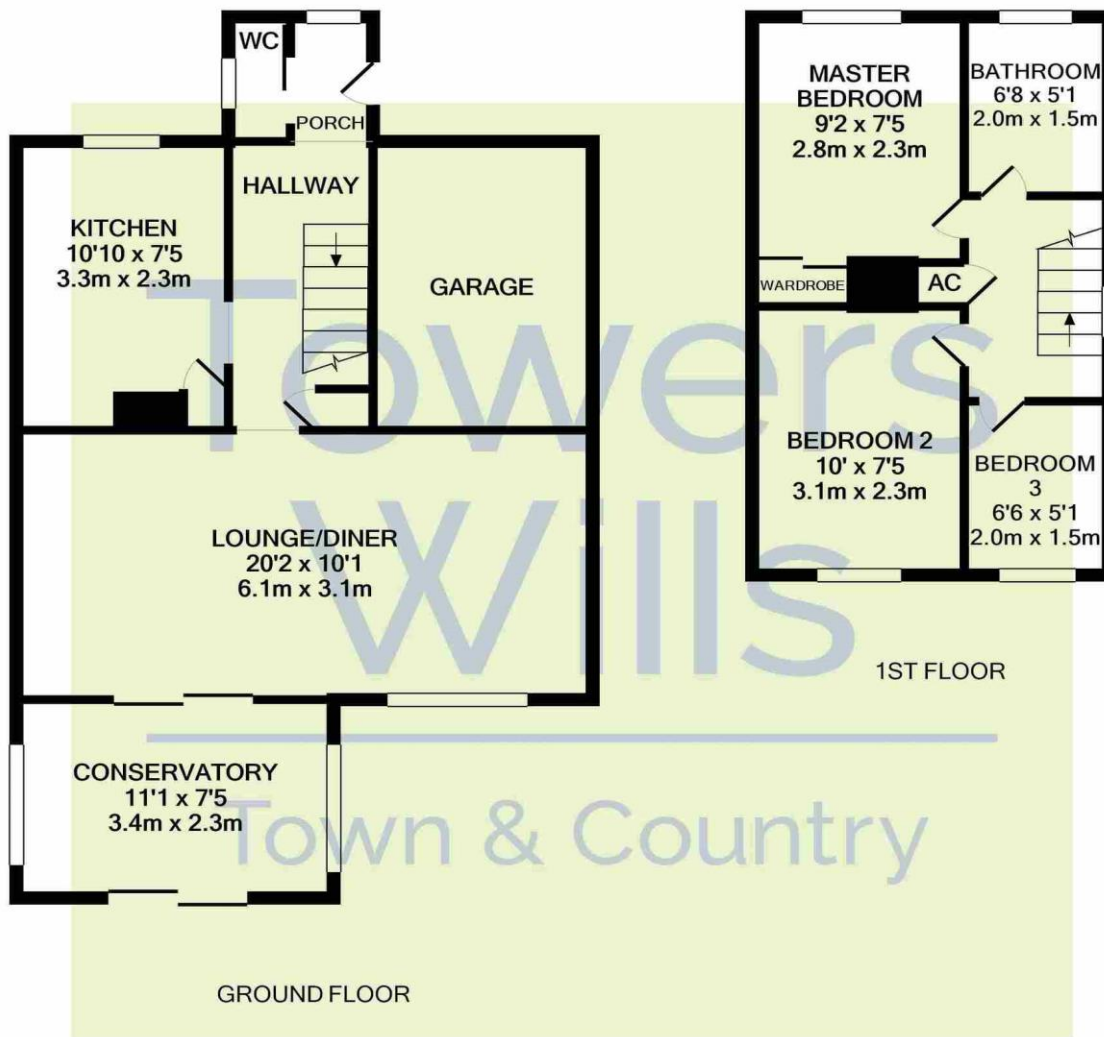 WC
PORCH
HALLWAY
KITCHEN
10'10 x 7'5
3.3m x 2.3m
GARAGE
LOUNGE/DINER
20'2 x 10'1
6.1m x 3.1m
CONSERVATORY
11'1 x 7'5
3.4m x 2.3m
GROUND FLOOR
MASTER
BEDROOM
9'2 x 7'5
2.8m x 2.3m
BATHROOM
6'8 x 5'1
2.0m x 1.5m
WARDROBE
AC
BEDROOM 2
10' x 7'5
3.1m x 2.3m
BEDROOM
3
6'6 x 5'1
2.0m x 1.5m
1ST FLOOR
Towers
Wills
Town & Country